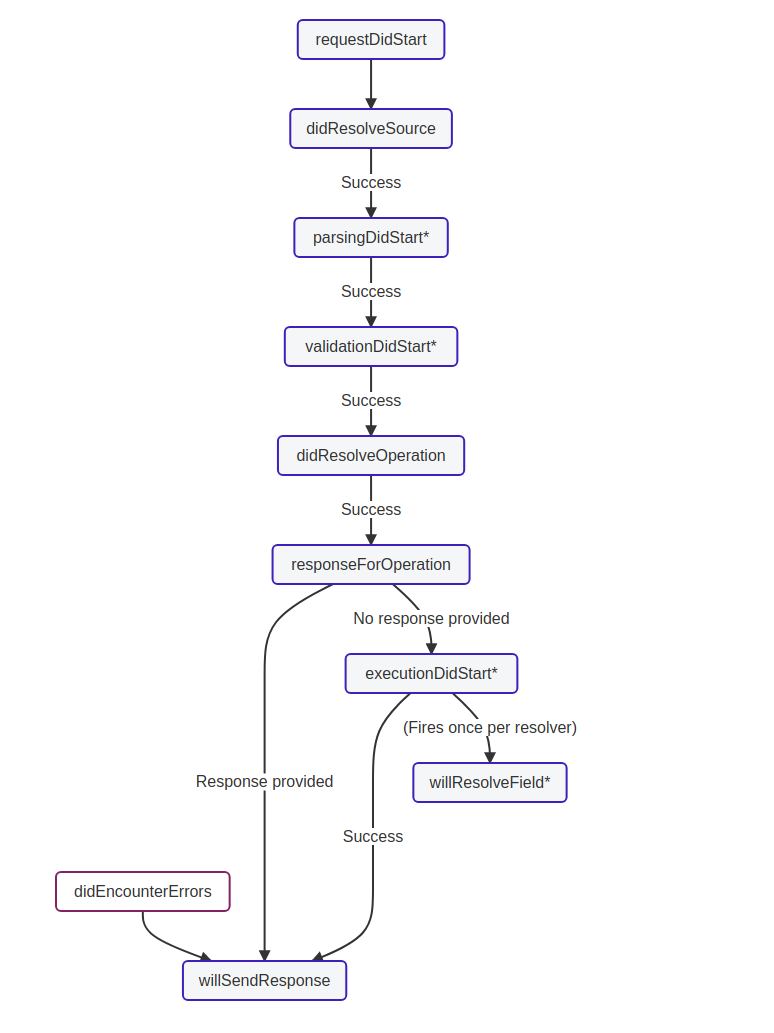 requestDidStart
didResolveSource
Success
parsingDidStart*
Success
validationDidStart*
Success
didResolveOperation
Success
responseForOperation
No response provided
executionDidStart*
(Fires once per resolver)
Response provided
willResolveField*
Success
didEncounterErrors
willSendResponse